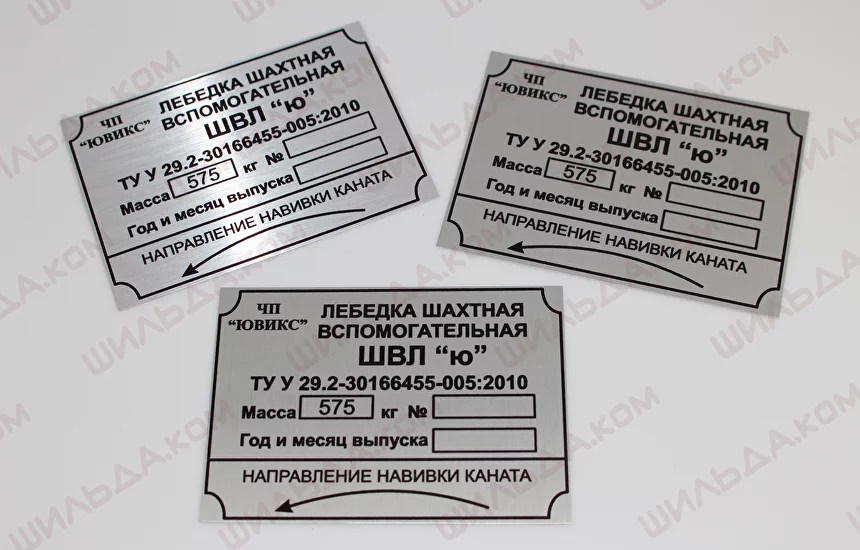 ЧП
“ЮВИКС”
ЛЕБЕДКА ШАХТНАЯ
ВСПОМОГАТЕЛЬНАЯ
ШВЛ “ю”
ТУ У 29.2-30166455-005:2010
Масса 575 кг №
Год и месяц выпуска
НАПРАВЛЕНИЕ НАВИВКИ КАНАТА
ЧП
“ЮВИКС”
ЛЕБЕДКА ШАХТНАЯ
ВСПОМОГАТЕЛЬНАЯ
ШВЛ “ю”
ТУ У 29.2-30166455-005:2010
Масса 575 кг №
Год и месяц выпуска
НАПРАВЛЕНИЕ НАВИВКИ КАНАТА
ЧП
“ЮВИКС”
ЛЕБЕДКА ШАХТНАЯ
ВСПОМОГАТЕЛЬНАЯ
ШВЛ “ю”
ТУ У 29.2-30166455-005:2010
Масса 575 кг №
Год и месяц выпуска
НАПРАВЛЕНИЕ НАВИВКИ КАНАТА
ШИЛЬДА.КОМ